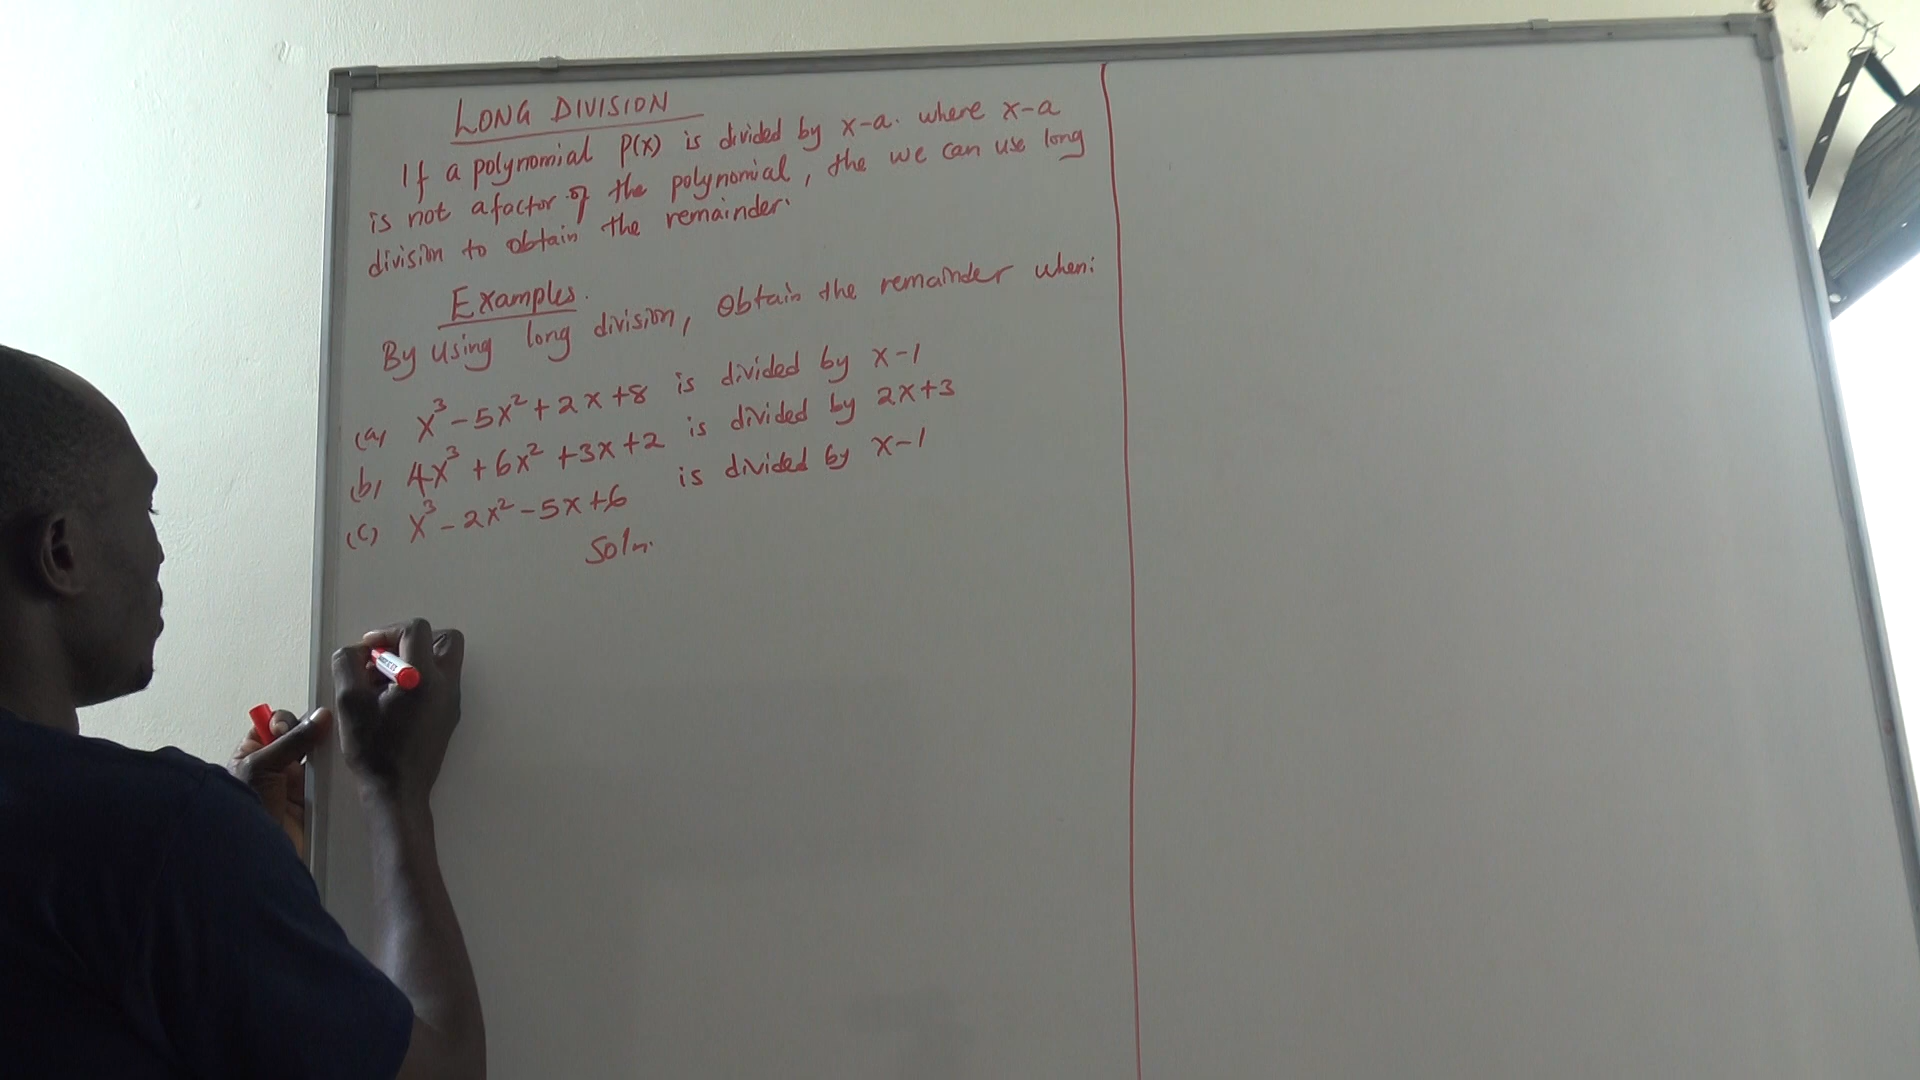 LONG DIVISION
If a polynomial P(x) is divided by x-a. where x-a
is not a factor of the polynomial, the we can use long
division to obtain the remainder.
Examples.
By using long division, Obtain the remainder when:
(a) x³ - 5x² + 2x + 8 is divided by x-1
(b) 4x³ + 6x² + 3x + 2 is divided by 2x+3
(c) x³ - 2x² - 5x + 6 is divided by x-1
Soln.